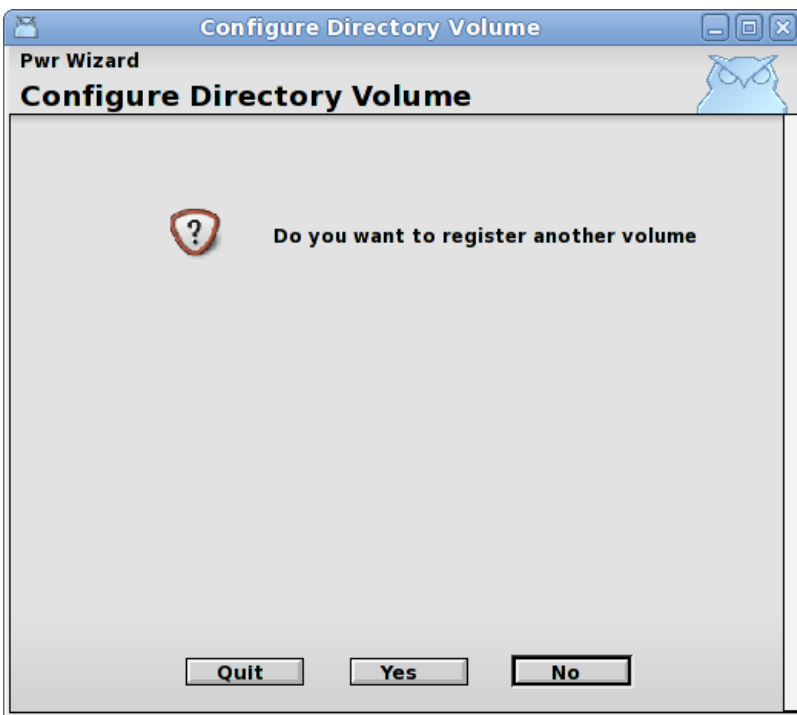 Configure Directory Volume
Pwr Wizard
Configure Directory Volume
? Do you want to register another volume
Quit Yes No